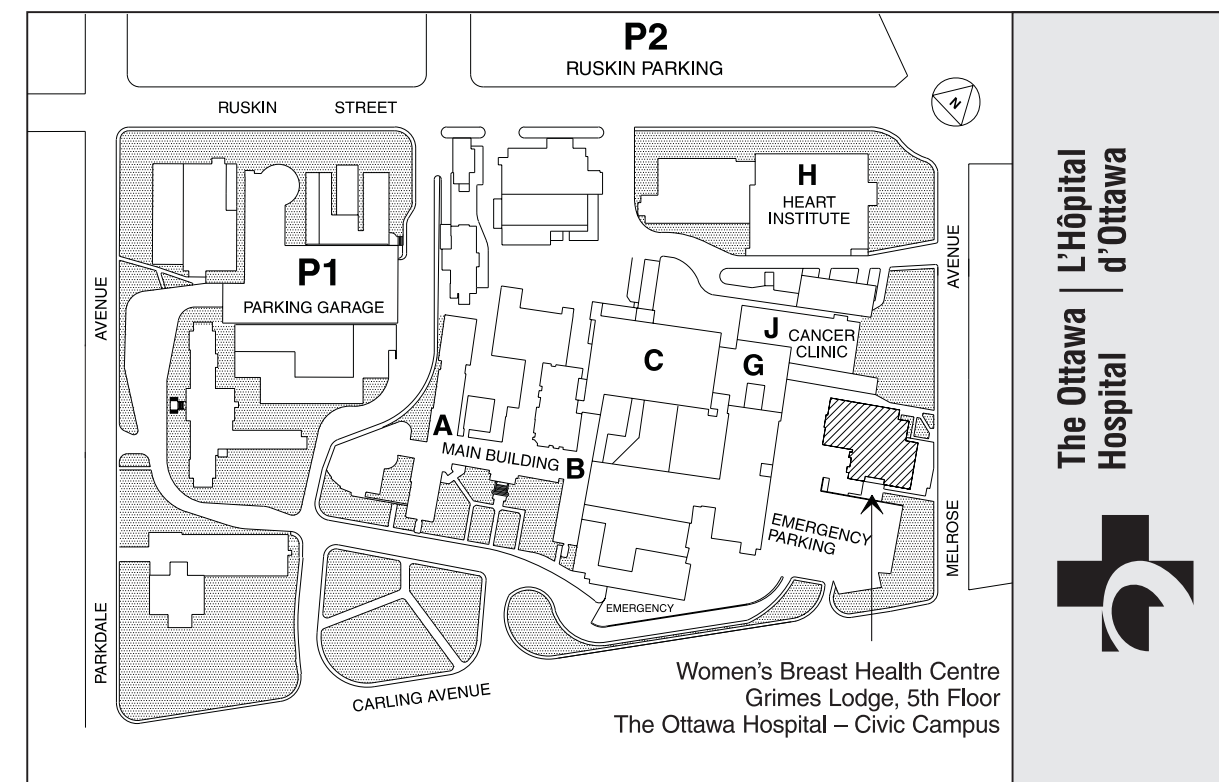 P2
RUSKIN PARKING
RUSKIN STREET
N
H
HEART
INSTITUTE
P1
PARKING GARAGE
AVENUE
AVENUE
J
CANCER
CLINIC
C
G
A
MAIN BUILDING
B
EMERGENCY
PARKING
MELROSE
EMERGENCY
PARKDALE
CARLING AVENUE
Women's Breast Health Centre
Grimes Lodge, 5th Floor
The Ottawa Hospital – Civic Campus
The Ottawa | L'Hôpital
Hospital | d'Ottawa